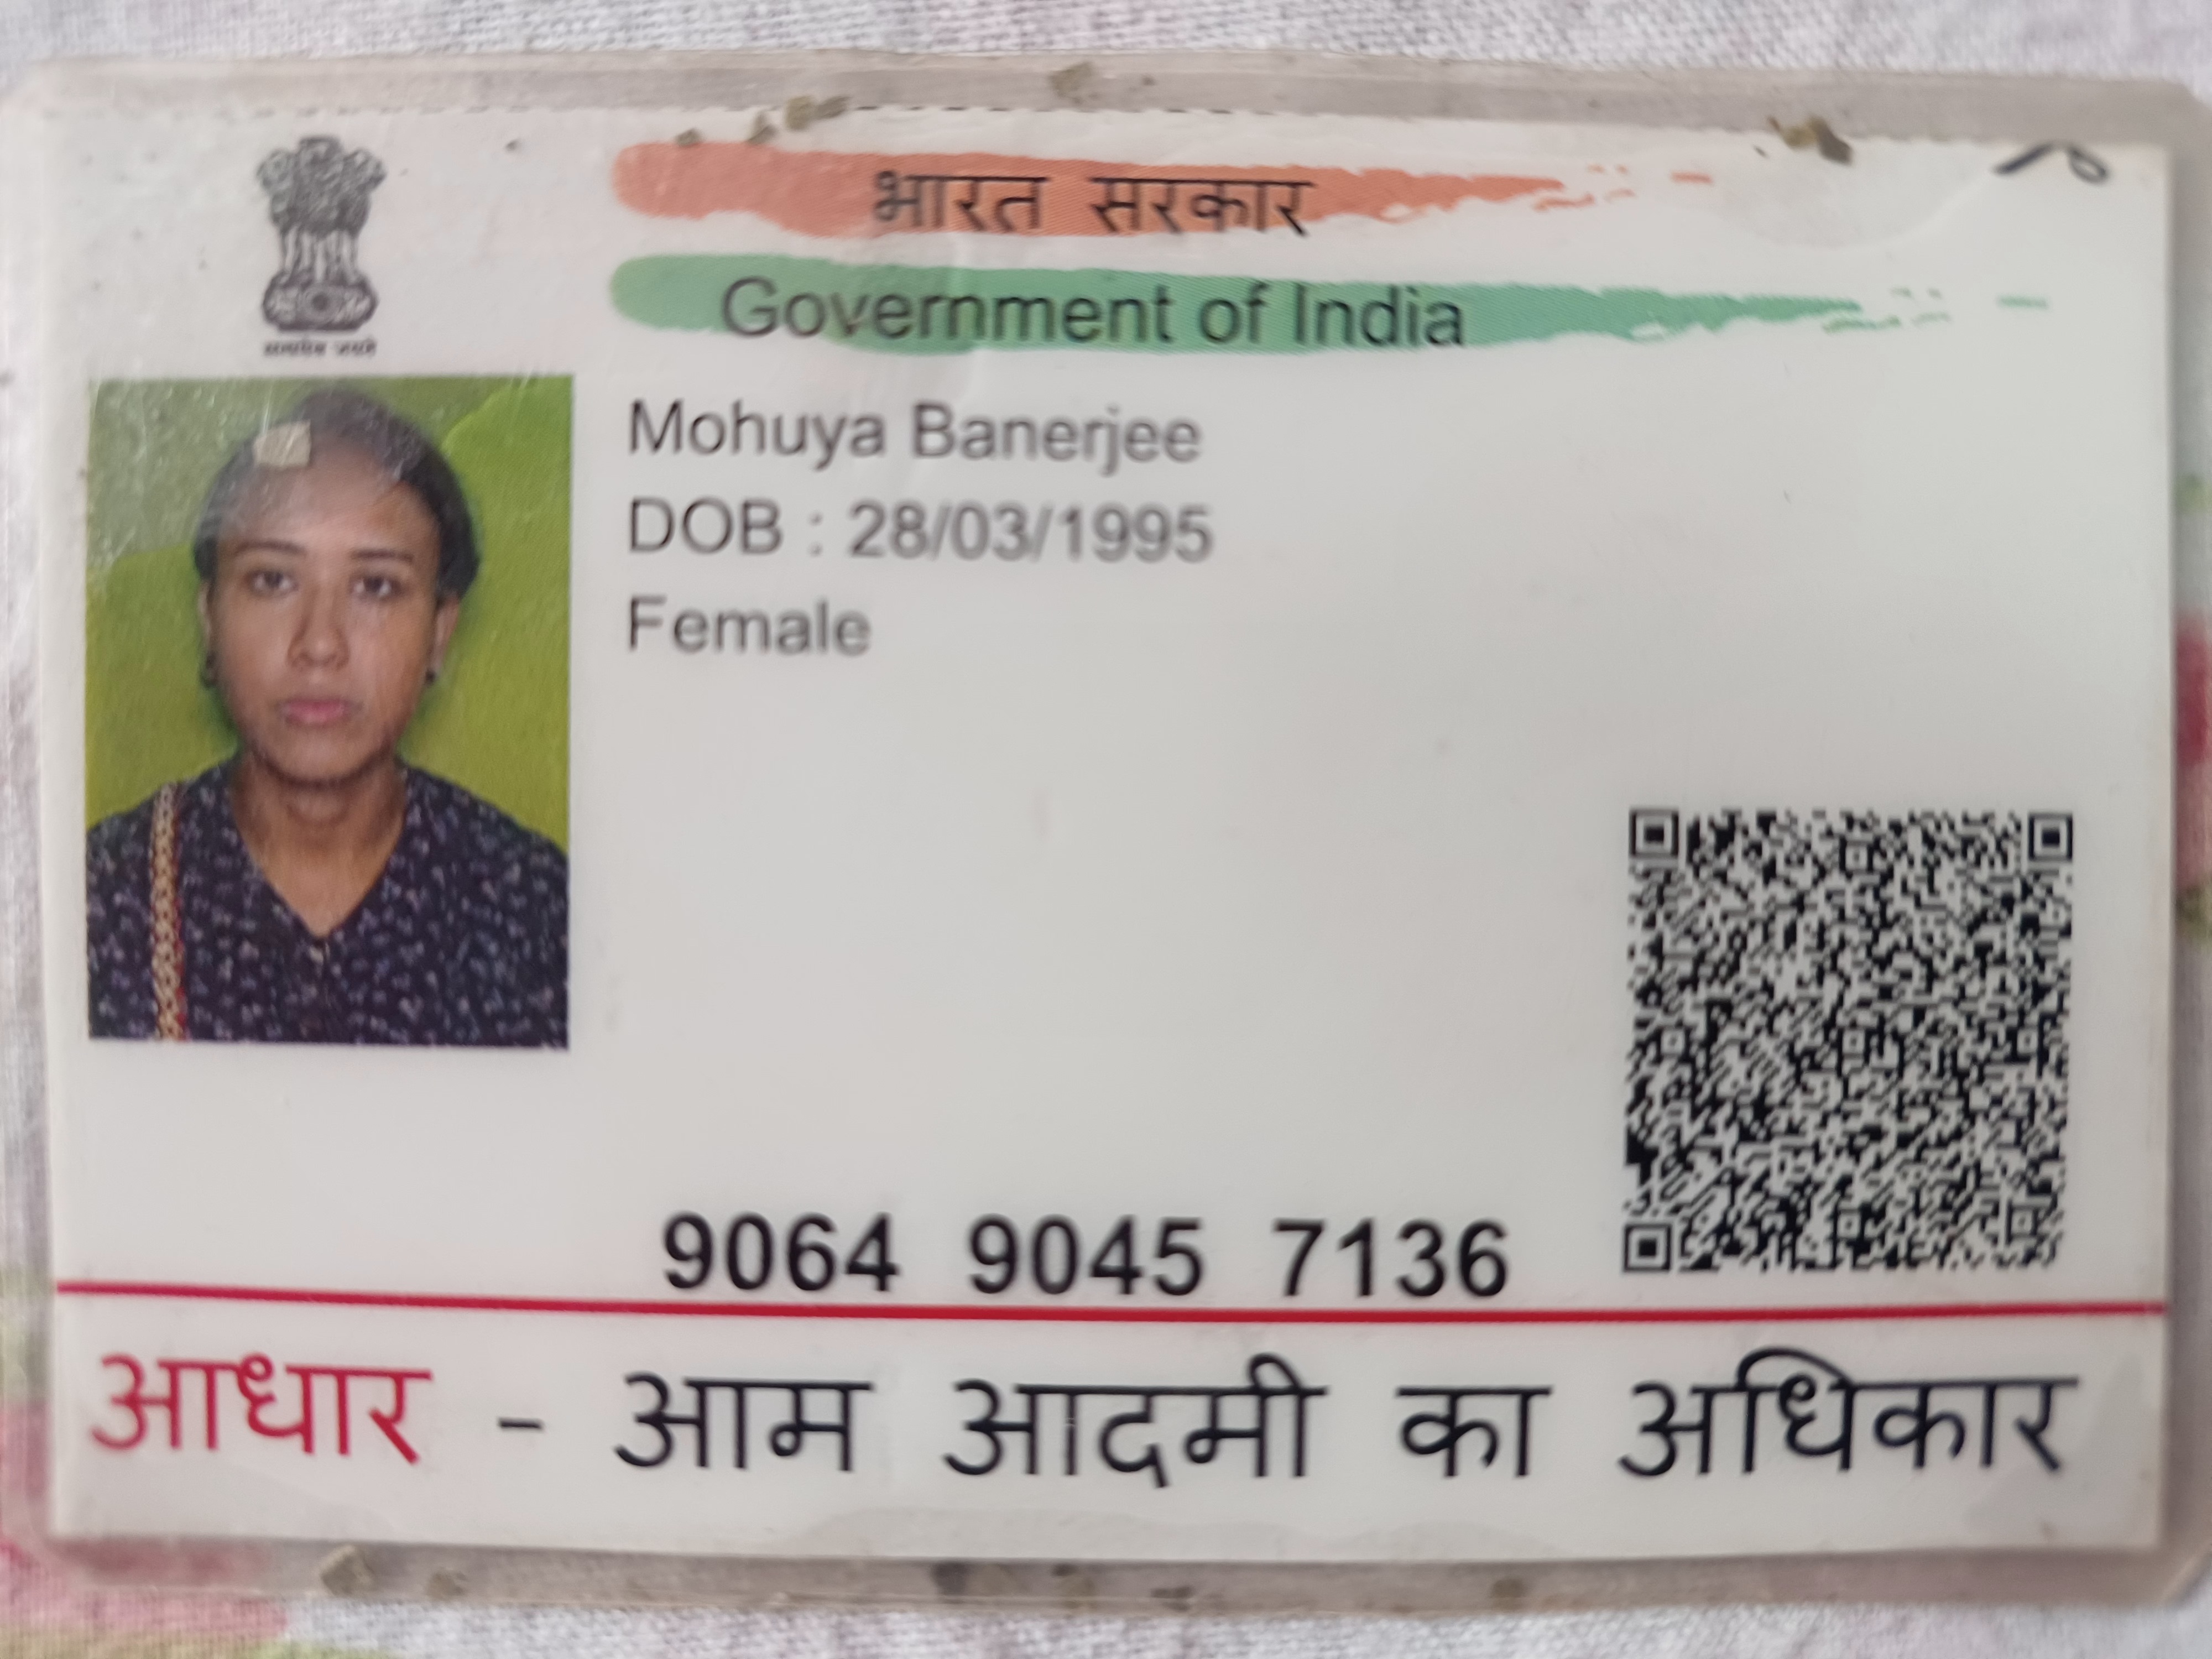 भारत सरकार
Government of India
सत्यमेव जयते
Mohuya Banerjee
DOB : 28/03/1995
Female
9064 9045 7136
आधार - आम आदमी का अधिकार